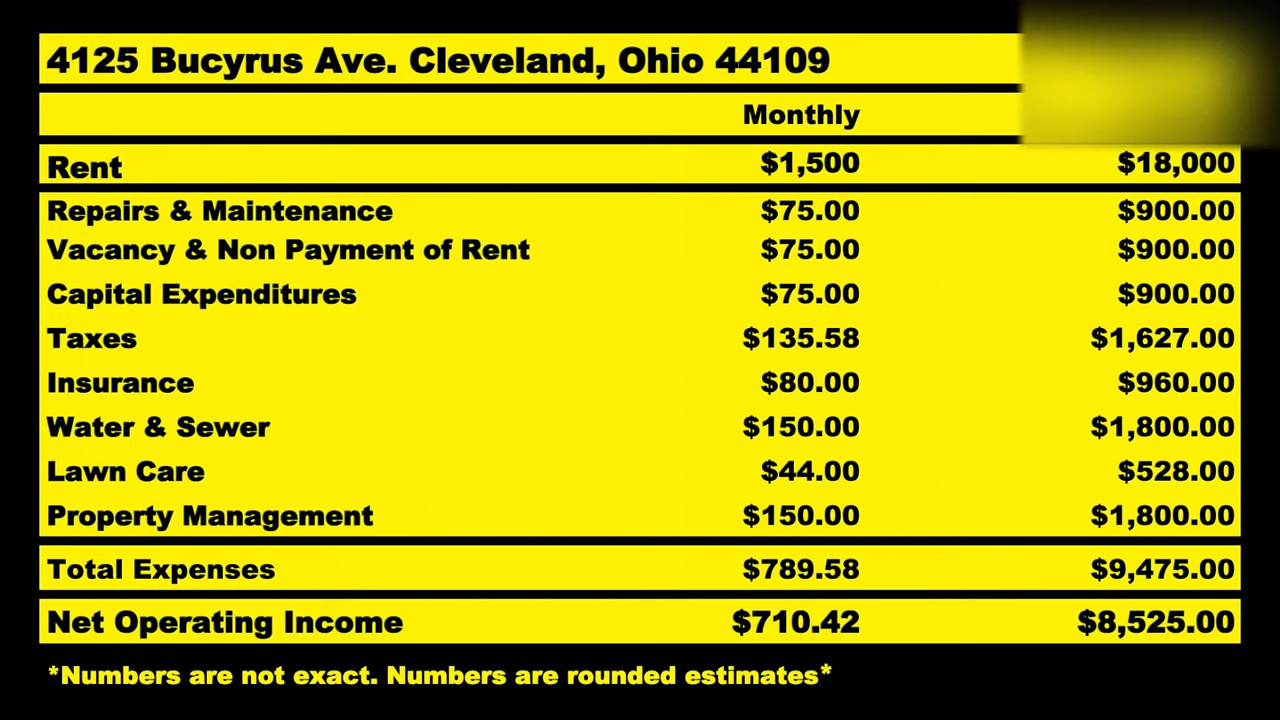 4125 Bucyrus Ave. Cleveland, Ohio 44109
Monthly
Rent $1,500 $18,000
Repairs & Maintenance $75.00 $900.00
Vacancy & Non Payment of Rent $75.00 $900.00
Capital Expenditures $75.00 $900.00
Taxes $135.58 $1,627.00
Insurance $80.00 $960.00
Water & Sewer $150.00 $1,800.00
Lawn Care $44.00 $528.00
Property Management $150.00 $1,800.00
Total Expenses $789.58 $9,475.00
Net Operating Income $710.42 $8,525.00
*Numbers are not exact. Numbers are rounded estimates*